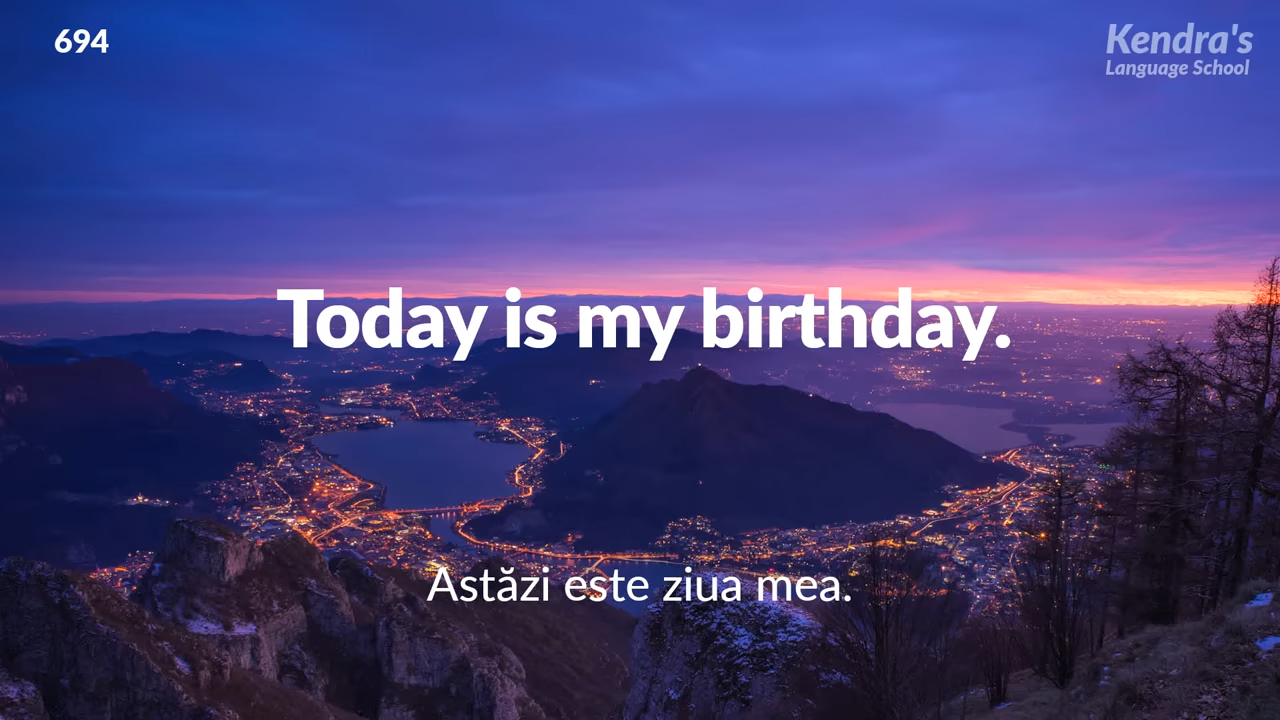 694
Kendra's
Language School
Today is my birthday.
Astăzi este ziua mea.